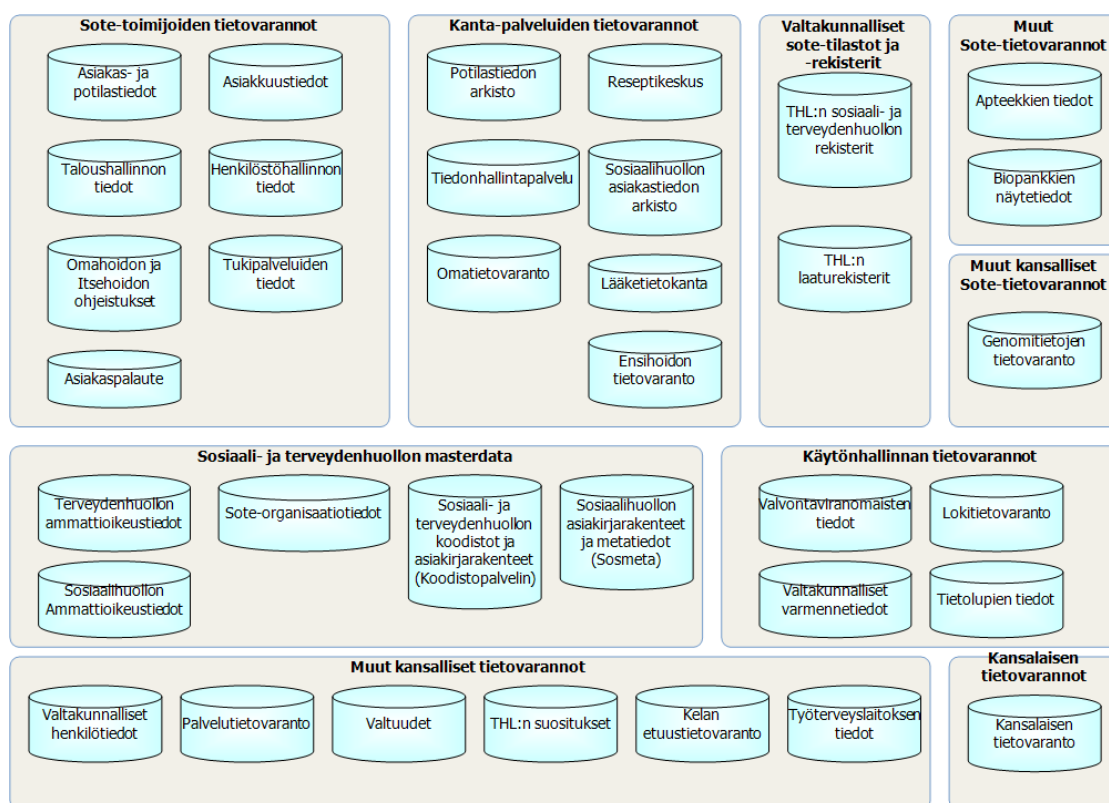 Sote-toimijoiden tietovarannot
Asiakas- ja
potilastiedot
Asiakkuustiedot
Taloushallinnon
tiedot
Henkilöstöhallinnon
tiedot
Omahoidon ja
Itsehoidon
ohjeistukset
Tukipalveluiden
tiedot
Asiakaspalaute
Kanta-palveluiden tietovarannot
Potilastiedon
arkisto
Reseptikeskus
Tiedonhallintapalvelu
Sosiaalihuollon
asiakastiedon
arkisto
Omatietovaranto
Lääketietokanta
Ensihoidon
tietovaranto
Valtakunnalliset
sote-tilastot ja
-rekisterit
THL:n sosiaali- ja
terveydenhuollon
rekisterit
THL:n
laaturekisterit
Muut
Sote-tietovarannot
Apteekkien tiedot
Biopankkien
näytetiedot
Muut kansalliset
Sote-tietovarannot
Genomitietojen
tietovaranto
Sosiaali- ja terveydenhuollon masterdata
Terveydenhuollon
ammattioikeustiedot
Sote-organisaatiotiedot
Sosiaali- ja
terveydenhuollon
koodistot ja
asiakirjarakenteet
(Koodistopalvelin)
Sosiaalihuollon
asiakirjarakenteet
ja metatiedot
(Sosmeta)
Sosiaalihuollon
Ammattioikeustiedot
Käytönhallinnan tietovarannot
Valvontaviranomaisten
tiedot
Lokitietovaranto
Valtakunnalliset
varmennetiedot
Tietolupien tiedot
Muut kansalliset tietovarannot
Valtakunnalliset
henkilötiedot
Palvelutietovaranto
Valtuudet
THL:n suositukset
Kelan
etuustietovaranto
Työterveyslaitoksen
tiedot
Kansalaisen
tietovarannot
Kansalaisen
tietovaranto